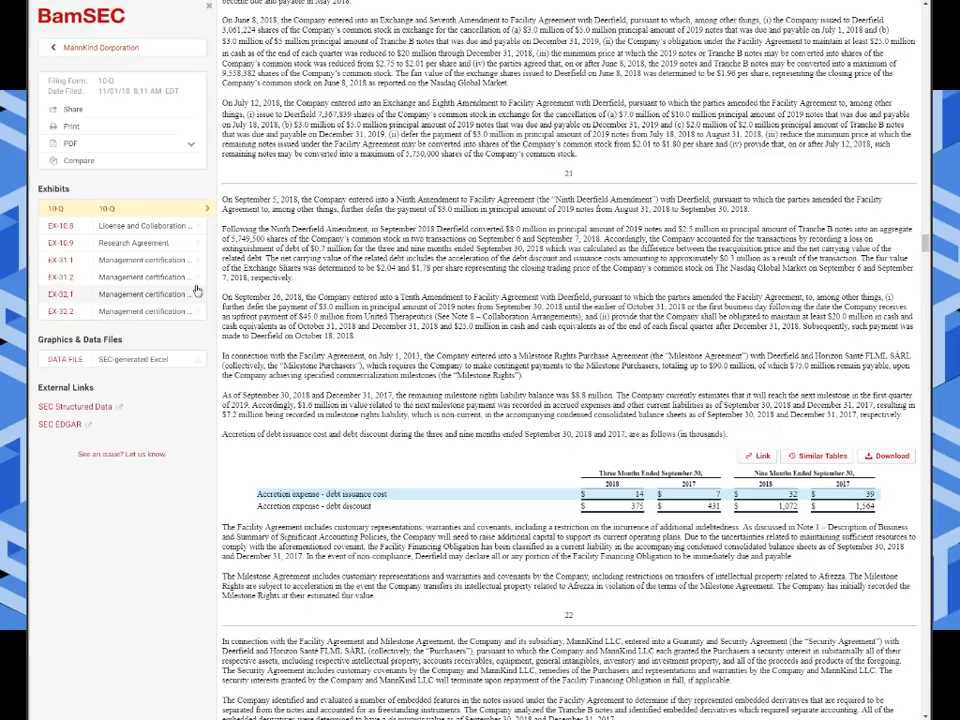 BamSEC
MannKind Corporation
Filing Form: 10-Q
Date Filed: 11/01/18 8:11 AM EDT
Share
Print
PDF
Compare
Exhibits
10-Q 10-Q
EX-10.8 License and Collaboration ...
EX-10.9 Research Agreement
EX-31.1 Management certification ...
EX-31.2 Management certification ...
EX-32.1 Management certification ...
EX-32.2 Management certification ...
Graphics & Data Files
DATA FILE SEC-generated Excel
External Links
SEC Structured Data
SEC EDGAR
See an issue? Let us know.
become due and payable in May 2018.
On June 8, 2018, the Company entered into an Exchange and Seventh Amendment to Facility Agreement with Deerfield, pursuant to which, among other things, (i) the Company issued to Deerfield
3,061,224 shares of the Company's common stock in exchange for the cancellation of (a) $3.0 million of $5.0 million principal amount of 2019 notes that was due and payable on July 18, 2018 and (b)
$3.0 million of $5 million principal amount of Tranche B notes that was due and payable on December 31, 2019; (ii) the Company's obligation under the Facility Agreement to maintain at least $25.0 million
in cash as of the end of each quarter was reduced to $20 million through December 31, 2018, (iii) the minimum price at which the 2019 notes or Tranche B notes may be converted into shares of the
Company's common stock was reduced from $2.75 to $2.01 per share and (iv) the parties agreed that, on or after June 8, 2018, the 2019 notes and Tranche B notes may be converted into a maximum of
9,558,382 shares of the Company's common stock. The fair value of the exchange shares issued to Deerfield on June 8, 2018 was determined to be $1.96 per share, representing the closing price of the
Company's common stock on June 8, 2018 as reported on the Nasdaq Global Market.
On July 12, 2018, the Company entered into an Exchange and Eighth Amendment to Facility Agreement with Deerfield, pursuant to which the parties amended the Facility Agreement to, among other
things, (i) issue to Deerfield 7,367,839 shares of common stock in exchange for the cancellation of (a) $7.0 million of $10.0 million principal amount of 2019 notes that was due and payable
on July 18, 2018, (b) $3.0 million of $5.0 million principal amount of 2019 notes that was due and payable on December 31, 2019 and (c) $2.0 million of Tranche B Notes
that was due and payable on December 31, 2019, (ii) defer the payment of $3.0 million in principal amount of 2019 notes from July 18, 2018 to August 31, 2018, (iii) reduce the minimum price at which the
remaining notes issued under the Facility Agreement may be converted into shares of the Company's common stock from $2.01 to $1.80 per share and (iv) provide that, on or after July 12, 2018, such
remaining notes may be converted into a maximum of 5,750,000 shares of the Company's common stock.
21
On September 5, 2018, the Company entered into a Ninth Amendment to Facility Agreement (the "Ninth Deerfield Amendment") with Deerfield, pursuant to which the parties amended the Facility
Agreement to, among other things, further defer the payment of $3.0 million in principal amount of 2019 notes from August 31, 2018 to September 30, 2018.
Following the Ninth Deerfield Amendment, in September 2018 Deerfield converted $8.0 million in principal amount of 2019 notes and $2.5 million in principal amount of Tranche B notes into an aggregate
of 5,749,500 shares of the Company's common stock in two transactions on September 6 and September 7, 2018. Accordingly, the Company accounted for the transactions by recording a loss on
extinguishment of debt of $0.7 million for the three and nine months ended September 30, 2018 which was calculated as the difference between the reacquisition price and the net carrying value of the
related debt. The net carrying value of the related debt includes the acceleration of the debt discount and issuance costs amounting to approximately $0.3 million as a result of the transaction. The fair value
of the Exchange Shares was determined to be $2.04 and $1.78 per share representing the closing trading price of the Company's common stock on The Nasdaq Global Market on September 6 and September
7, 2018, respectively.
On September 26, 2018, the Company entered into a Tenth Amendment to Facility Agreement with Deerfield, pursuant to which the parties amended the Facility Agreement, to, among other things, (i)
further defer the payment of $3.0 million in principal amount of 2019 notes from September 30, 2018 until the earlier of October 31, 2018 or the first business day following the date the Company receives
an upfront payment of $45.0 million from United Therapeutics (See Note 8 – Collaboration Arrangements), and (ii) provide that the Company shall be obligated to maintain at least $20.0 million in cash and
cash equivalents as of October 31, 2018 and December 31, 2018 and $25.0 million in cash and cash equivalents as of the end of each fiscal quarter after December 31, 2018. Subsequently, such payment was
made to Deerfield on October 18, 2018.
In connection with the Facility Agreement, on July 1, 2013, the Company entered into a Milestone Rights Purchase Agreement (the "Milestone Agreement") with Deerfield and Horizon Santé FLML SÁRL
(collectively, the "Milestone Purchasers"), which requires the Company to make contingent payments to the Milestone Purchasers, totaling up to $90.0 million, of which $75.0 million remain payable, upon
the Company achieving specified commercialization milestones (the "Milestone Rights").
As of September 30, 2018 and December 31, 2017, the remaining milestone rights liability balance was $8.8 million. The Company currently estimates that it will reach the next milestone in the first quarter
of 2019. Accordingly, $1.6 million in value related to the next milestone payment was recorded in accrued expenses and other current liabilities as of September 30, 2018 and December 31, 2017, resulting in
$7.2 million being recorded in milestone rights liability, which is non-current, in the accompanying condensed consolidated balance sheets as of September 30, 2018 and December 31, 2017, respectively.
Accretion of debt issuance cost and debt discount during the three and nine months ended September 30, 2018 and 2017, are as follows (in thousands).
Link Similar Tables Download
Three Months Ended September 30, Nine Months Ended September 30,
2018 2017 2018 2017
Accretion expense - debt issuance cost $ 14 $ 7 $ 32 $ 39
Accretion expense - debt discount $ 375 $ 431 $ 1,072 $ 1,564
The Facility Agreement includes customary representations, warranties and covenants, including a restriction on the incurrence of additional indebtedness. As discussed in Note 1 – Description of Business
and Summary of Significant Accounting Policies, the Company will need to raise additional capital to support its current operating plans. Due to the uncertainties related to maintaining sufficient resources to
comply with the aforementioned covenant, the Facility Financing Obligation has been classified as a current liability in the accompanying condensed consolidated balance sheets as of September 30, 2018
and December 31, 2017. In the event of non-compliance, Deerfield may declare all or any portion of the Facility Financing Obligation to be immediately due and payable.
The Milestone Agreement includes customary representations and warranties and covenants by the Company, including restrictions on transfers of intellectual property related to Afrezza. The Milestone
Rights are subject to acceleration in the event the Company transfers its intellectual property related to Afrezza in violation of the terms of the Milestone Agreement. The Company has initially recorded the
Milestone Rights at their estimated fair value.
22
In connection with the Facility Agreement and Milestone Agreement, the Company and its subsidiary, MannKind LLC, entered into a Guaranty and Security Agreement (the "Security Agreement") with
Deerfield and Horizon Santé FLML SÁRL (collectively, the "Purchasers"), pursuant to which the Company and MannKind LLC each granted the Purchasers a security interest in substantially all of their
respective assets, including respective intellectual property, accounts receivables, equipment, general intangibles, inventory and investment property, and all of the proceeds and products of the foregoing.
The Security Agreement includes customary covenants by the Company and MannKind LLC, remedies of the Purchasers and representations and warranties by the Company and MannKind LLC. The
security interests granted by the Company and MannKind LLC will terminate upon repayment of the Facility Financing Obligation in full, if applicable.
The Company identified and evaluated a number of embedded features in the notes issued under the Facility Agreement to determine if they represented embedded derivatives that are required to be
separated from the notes and accounted for as freestanding instruments. The Company analyzed the Tranche B notes and identified embedded derivatives which required separate accounting. All of the
embedded derivatives were determined to have a de minimis value as of September 30, 2018 and December 31, 2017.